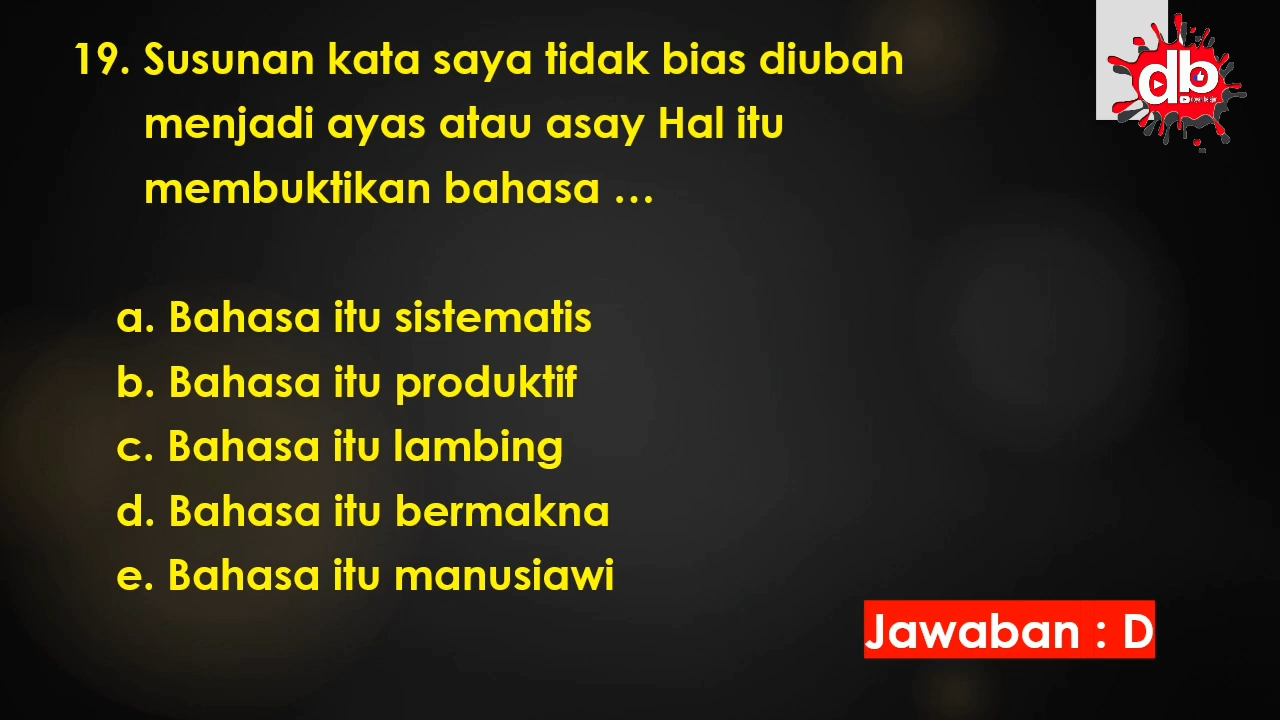 19. Susunan kata saya tidak bias diubah
menjadi ayas atau asay Hal itu
membuktikan bahasa ...
a. Bahasa itu sistematis
b. Bahasa itu produktif
c. Bahasa itu lambing
d. Bahasa itu bermakna
e. Bahasa itu manusiawi
Jawaban : D
db